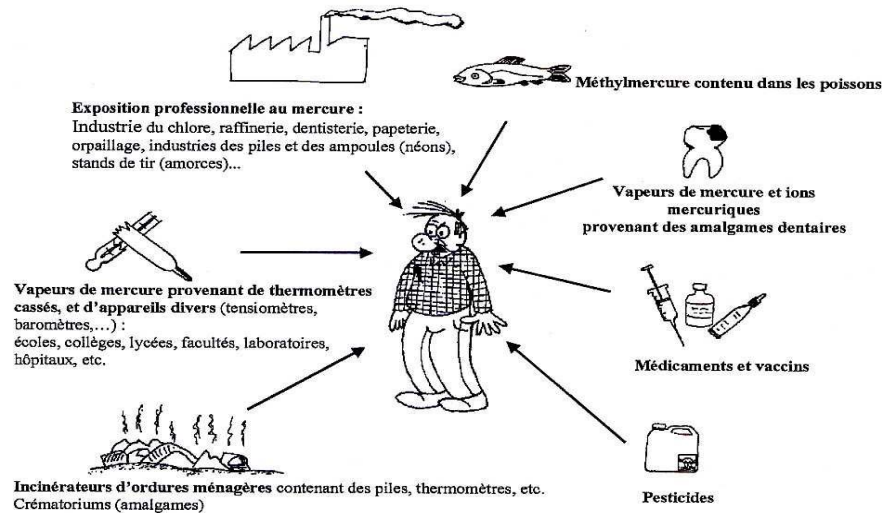 Exposition professionnelle au mercure :
Industrie du chlore, raffinerie, dentisterie, papeterie,
orpaillage, industries des piles et des ampoules (néons),
stands de tir (amorces)...
Méthylmercure contenu dans les poissons
Vapeurs de mercure et ions
mercuriques
provenant des amalgames dentaires
Vapeurs de mercure provenant de thermomètres
cassés, et d'appareils divers (tensiomètres,
baromètres,...) :
écoles, collèges, lycées, facultés, laboratoires,
hôpitaux, etc.
Médicaments et vaccins
Incinérateurs d'ordures ménagères contenant des piles, thermomètres, etc.
Crématoriums (amalgames)
Pesticides